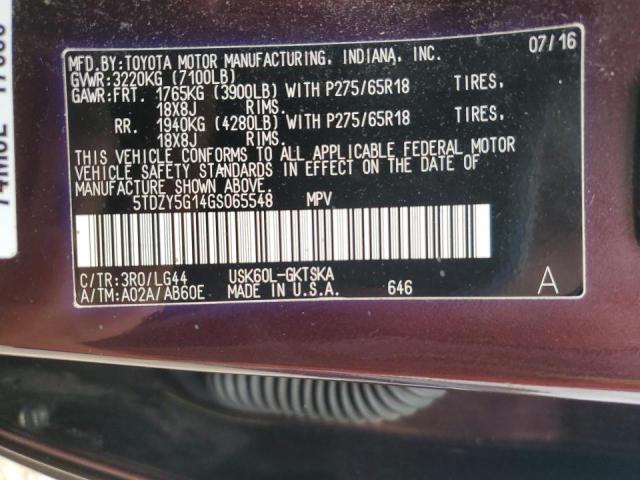 MFD.BY:TOYOTA MOTOR MANUFACTURING, INDIANA, INC. 07/16
GVWR:3220KG (7100LB)
GAWR:FRT. 1765KG (3900LB) WITH P275/65R18 TIRES,
18X8J RIMS.
RR. 1940KG (4280LB) WITH P275/65R18 TIRES,
18X8J RIMS.
THIS VEHICLE CONFORMS TO ALL APPLICABLE FEDERAL MOTOR
VEHICLE SAFETY STANDARDS IN EFFECT ON THE DATE OF
MANUFACTURE SHOWN ABOVE.
5TDZY5G14GS065548 MPV
C/TR:3R0/LG44 USK60L-GKTSKA
A/TM:A02A/AB60E MADE IN U.S.A. 646 A